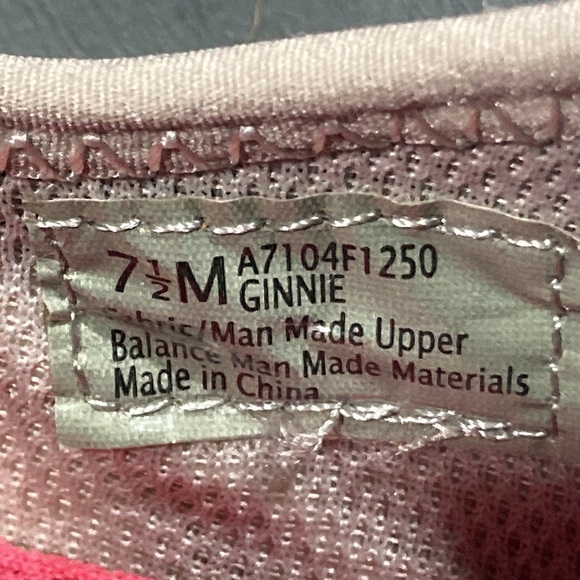 7½M A7104F1250
GINNIE
Fabric/Man Made Upper
Balance Man Made Materials
Made in China